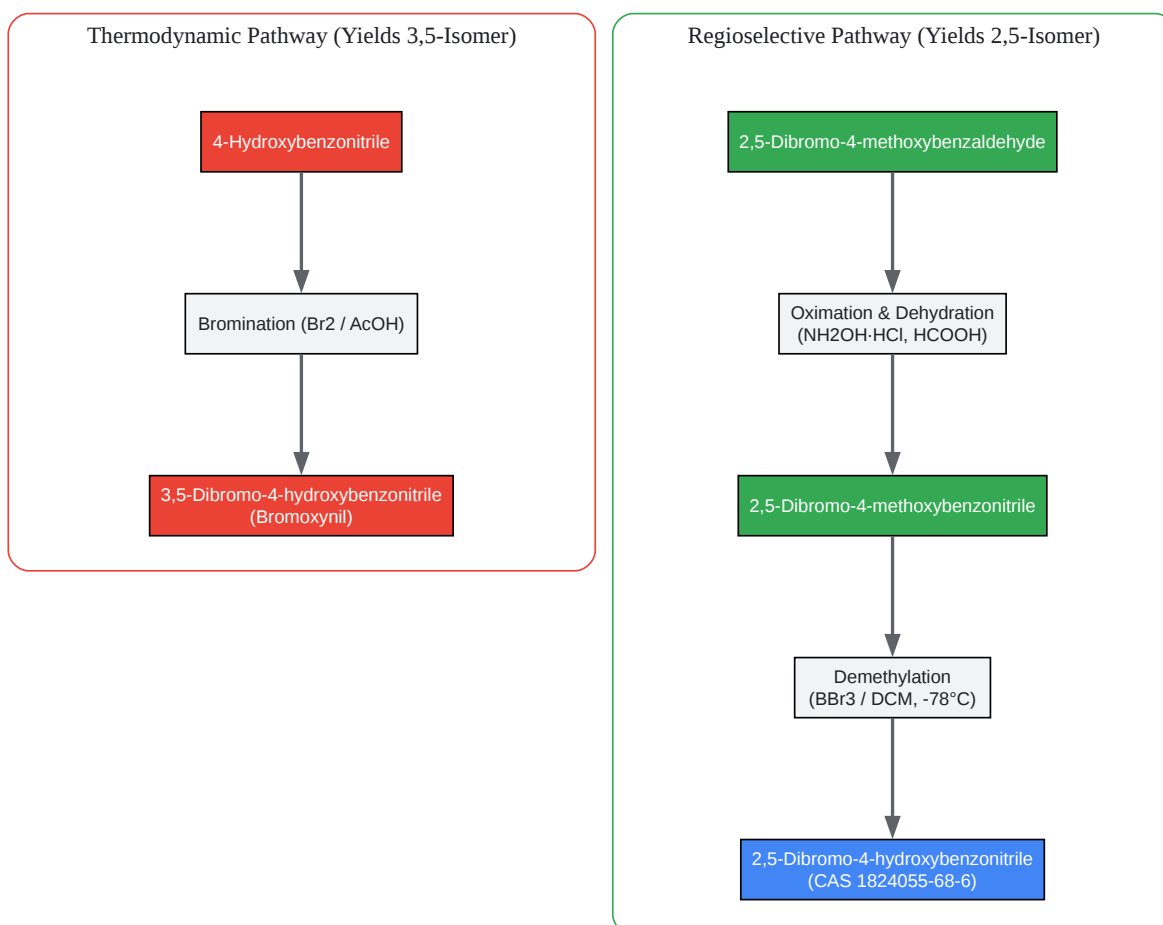 Thermodynamic Pathway (Yields 3,5-Isomer)
4-Hydroxybenzonitrile
Bromination (Br2 / AcOH)
3,5-Dibromo-4-hydroxybenzonitrile
(Bromoxynil)
Regioselective Pathway (Yields 2,5-Isomer)
2,5-Dibromo-4-methoxybenzaldehyde
Oximation & Dehydration
(NH2OH·HCl, HCOOH)
2,5-Dibromo-4-methoxybenzonitrile
Demethylation
(BBr3 / DCM, -78°C)
2,5-Dibromo-4-hydroxybenzonitrile
(CAS 1824055-68-6)